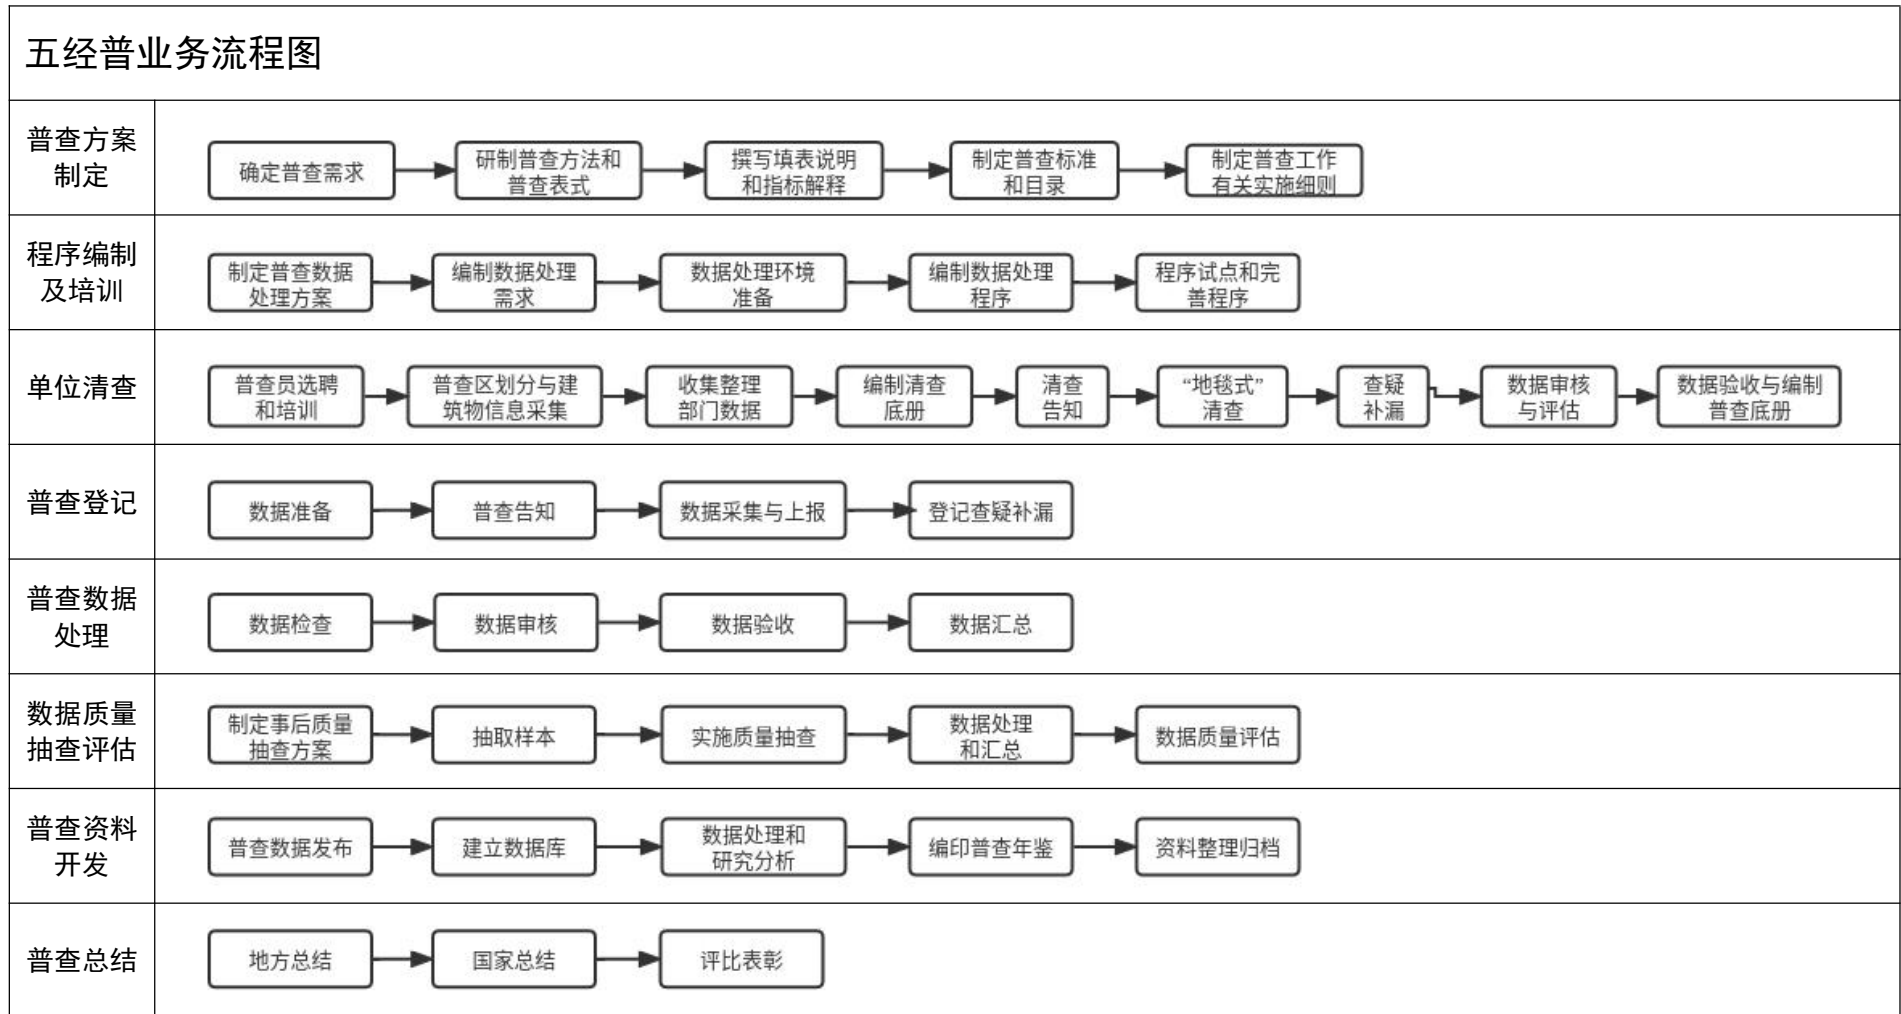 五经普业务流程图
普查方案
制定
确定普查需求
研制普查方法和
普查表式
撰写填表说明
和指标解释
制定普查标准
和目录
制定普查工作
有关实施细则
程序编制
及培训
制定普查数据
处理方案
编制数据处理
需求
数据处理环境
准备
编制数据处理
程序
程序试点和完
善程序
单位清查
普查员选聘
和培训
普查区划分与建
筑物信息采集
收集整理
部门数据
编制清查
底册
清查
告知
“地毯式”
清查
查疑
补漏
数据审核
与评估
数据验收与编制
普查底册
普查登记
数据准备
普查告知
数据采集与上报
登记查疑补漏
普查数据
处理
数据检查
数据审核
数据验收
数据汇总
数据质量
抽查评估
制定事后质量
抽查方案
抽取样本
实施质量抽查
数据处理
和汇总
数据质量评估
普查资料
开发
普查数据发布
建立数据库
数据处理和
研究分析
编印普查年鉴
资料整理归档
普查总结
地方总结
国家总结
评比表彰